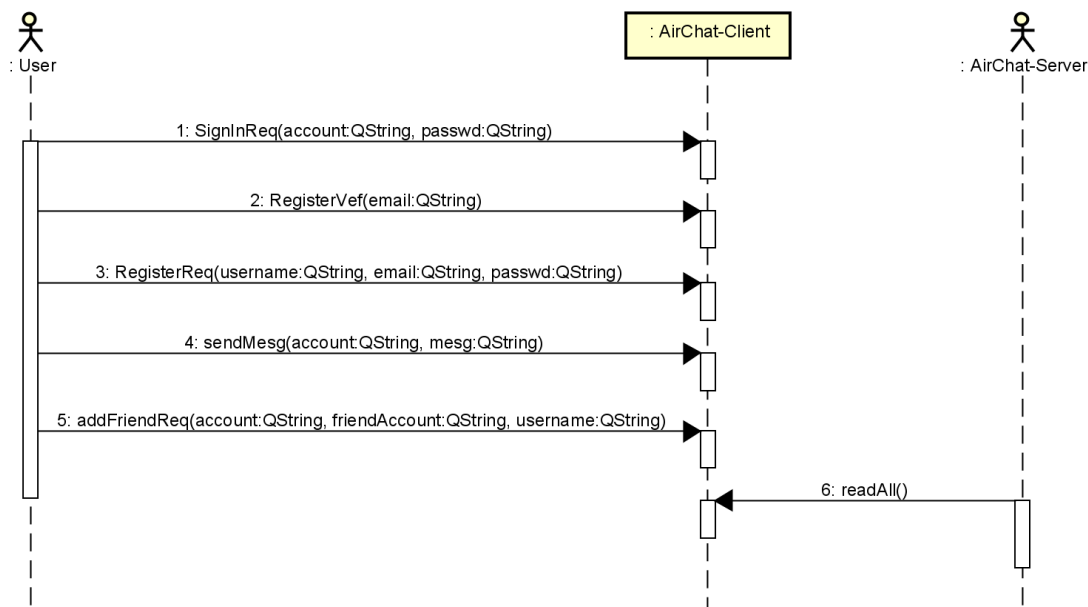 : AirChat-Client
: User
: AirChat-Server
1: SignInReq(account:QString, passwd:QString)
2: RegisterVef(email:QString)
3: RegisterReq(username:QString, email:QString, passwd:QString)
4: sendMesg(account:QString, mesg:QString)
5: addFriendReq(account:QString, friendAccount:QString, username:QString)
6: readAll()